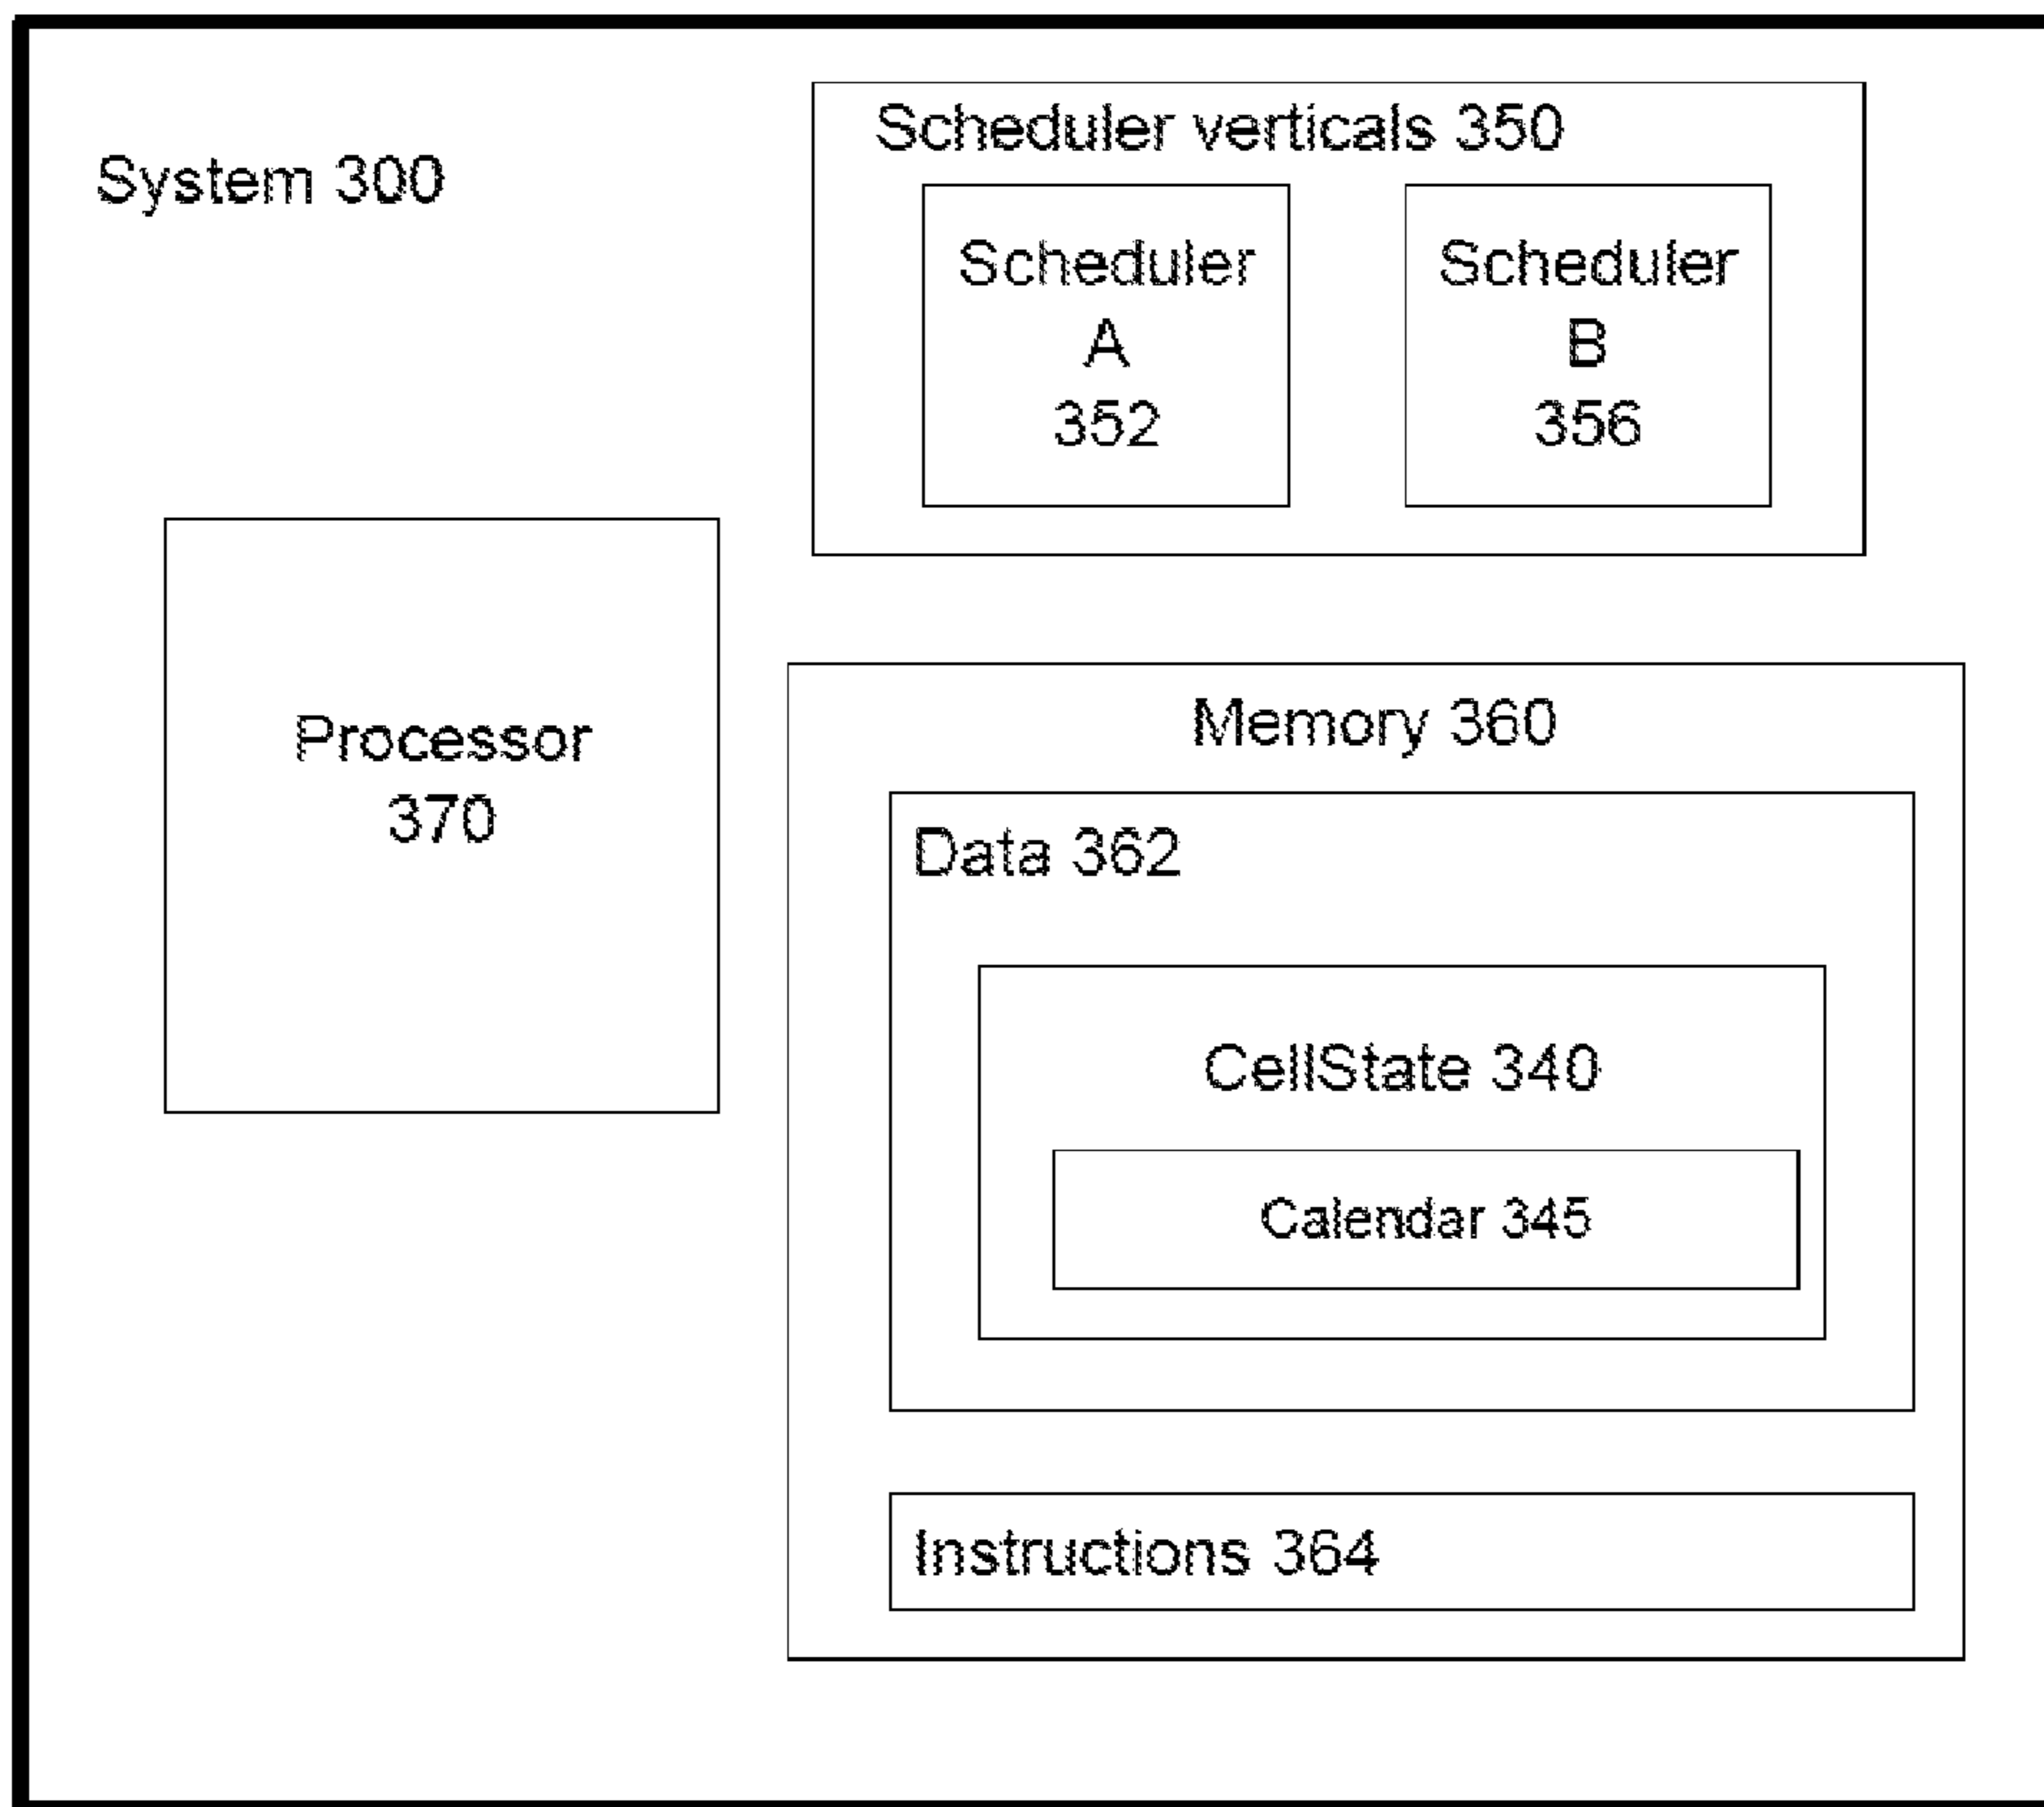 System 300
Scheduler verticals 350
Scheduler
A
352
Scheduler
B
356
Processor
370
Memory 360
Data 362
CellState 340
Calendar 345
Instructions 364